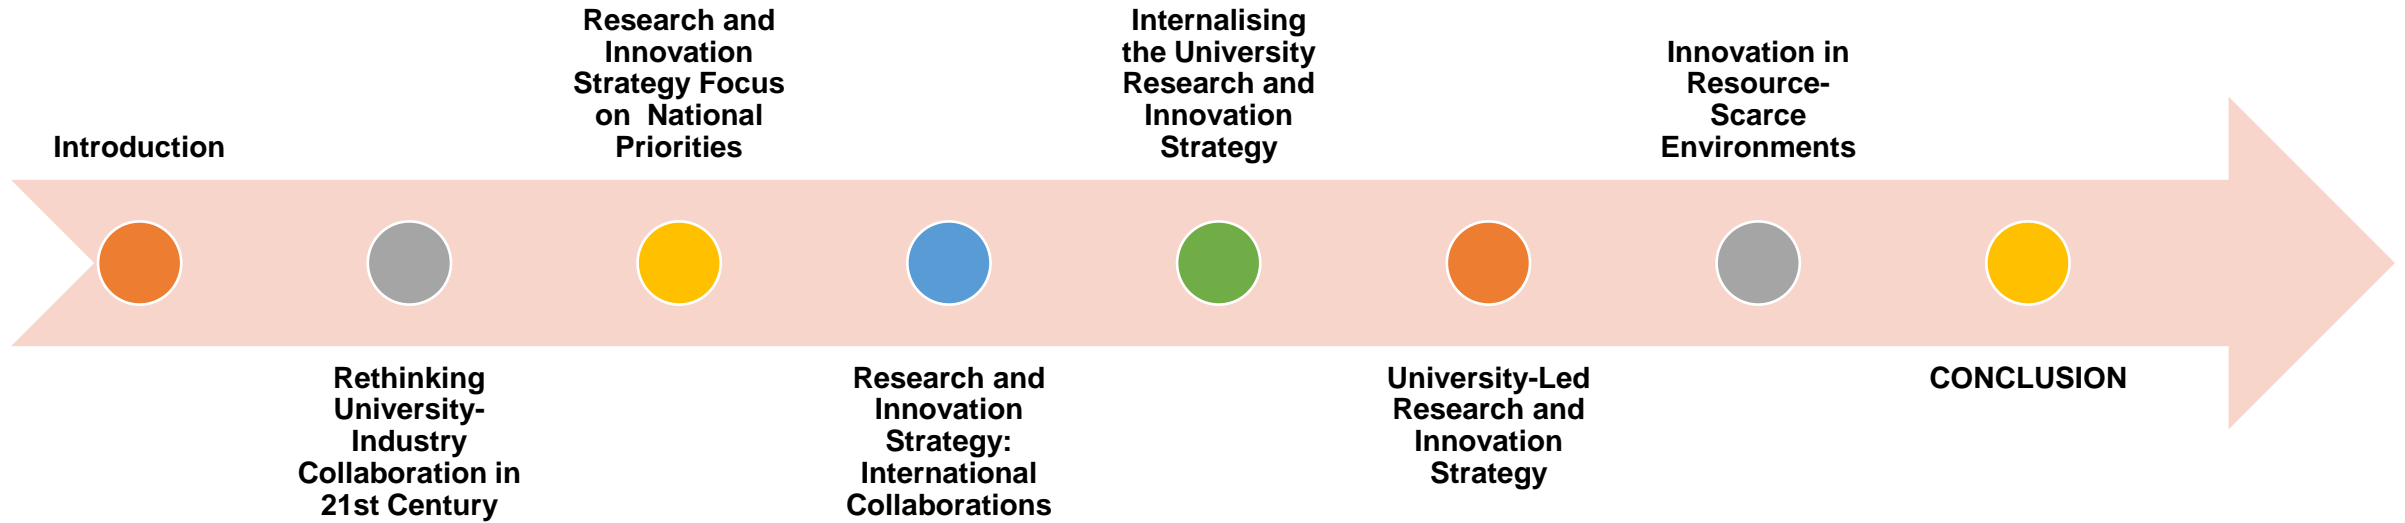 Introduction
Rethinking
University-
Industry
Collaboration in
21st Century
Research and
Innovation
Strategy Focus
on  National
Priorities
Research and
Innovation
Strategy:
International
Collaborations
Internalising
the University
Research and
Innovation
Strategy
University-Led
Research and
Innovation
Strategy
Innovation in
Resource-
Scarce
Environments
CONCLUSION